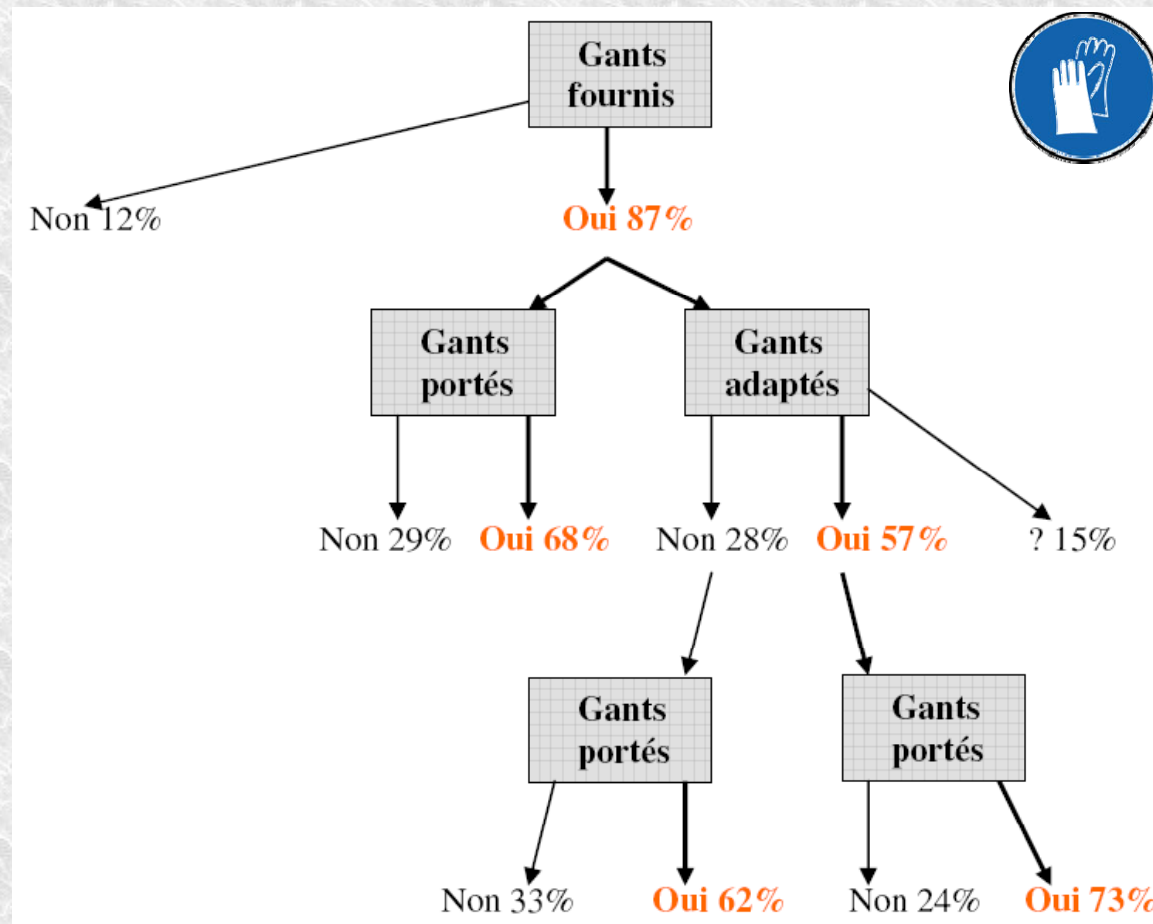 Gants
fournis
Non 12%
Oui 87%
Gants
portés
Gants
adaptés
Non 29%
Oui 68%
Non 28%
Oui 57%
? 15%
Gants
portés
Gants
portés
Non 33%
Oui 62%
Non 24%
Oui 73%